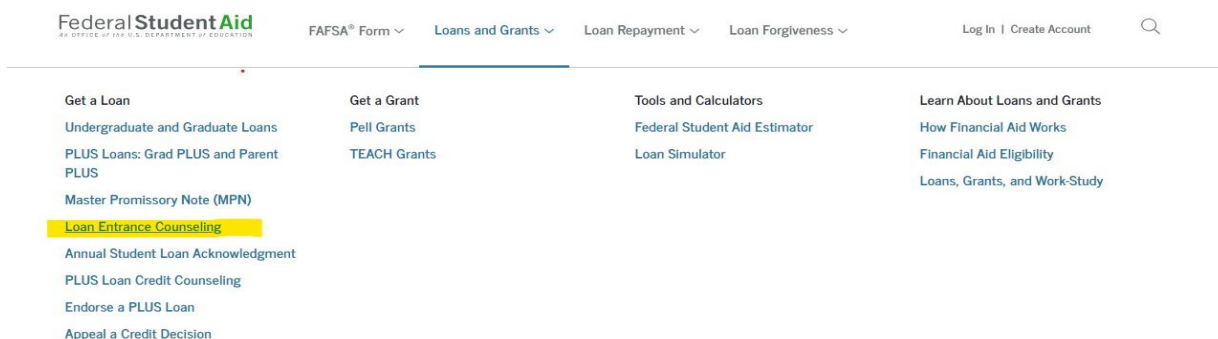 Federal Student Aid
An OFFICE of the U.S. DEPARTMENT of EDUCATION
FAFSA® Form
Loans and Grants
Loan Repayment
Loan Forgiveness
Log In | Create Account
Get a Loan
Undergraduate and Graduate Loans
PLUS Loans: Grad PLUS and Parent
PLUS
Master Promissory Note (MPN)
Loan Entrance Counseling
Annual Student Loan Acknowledgment
PLUS Loan Credit Counseling
Endorse a PLUS Loan
Appeal a Credit Decision
Get a Grant
Pell Grants
TEACH Grants
Tools and Calculators
Federal Student Aid Estimator
Loan Simulator
Learn About Loans and Grants
How Financial Aid Works
Financial Aid Eligibility
Loans, Grants, and Work-Study